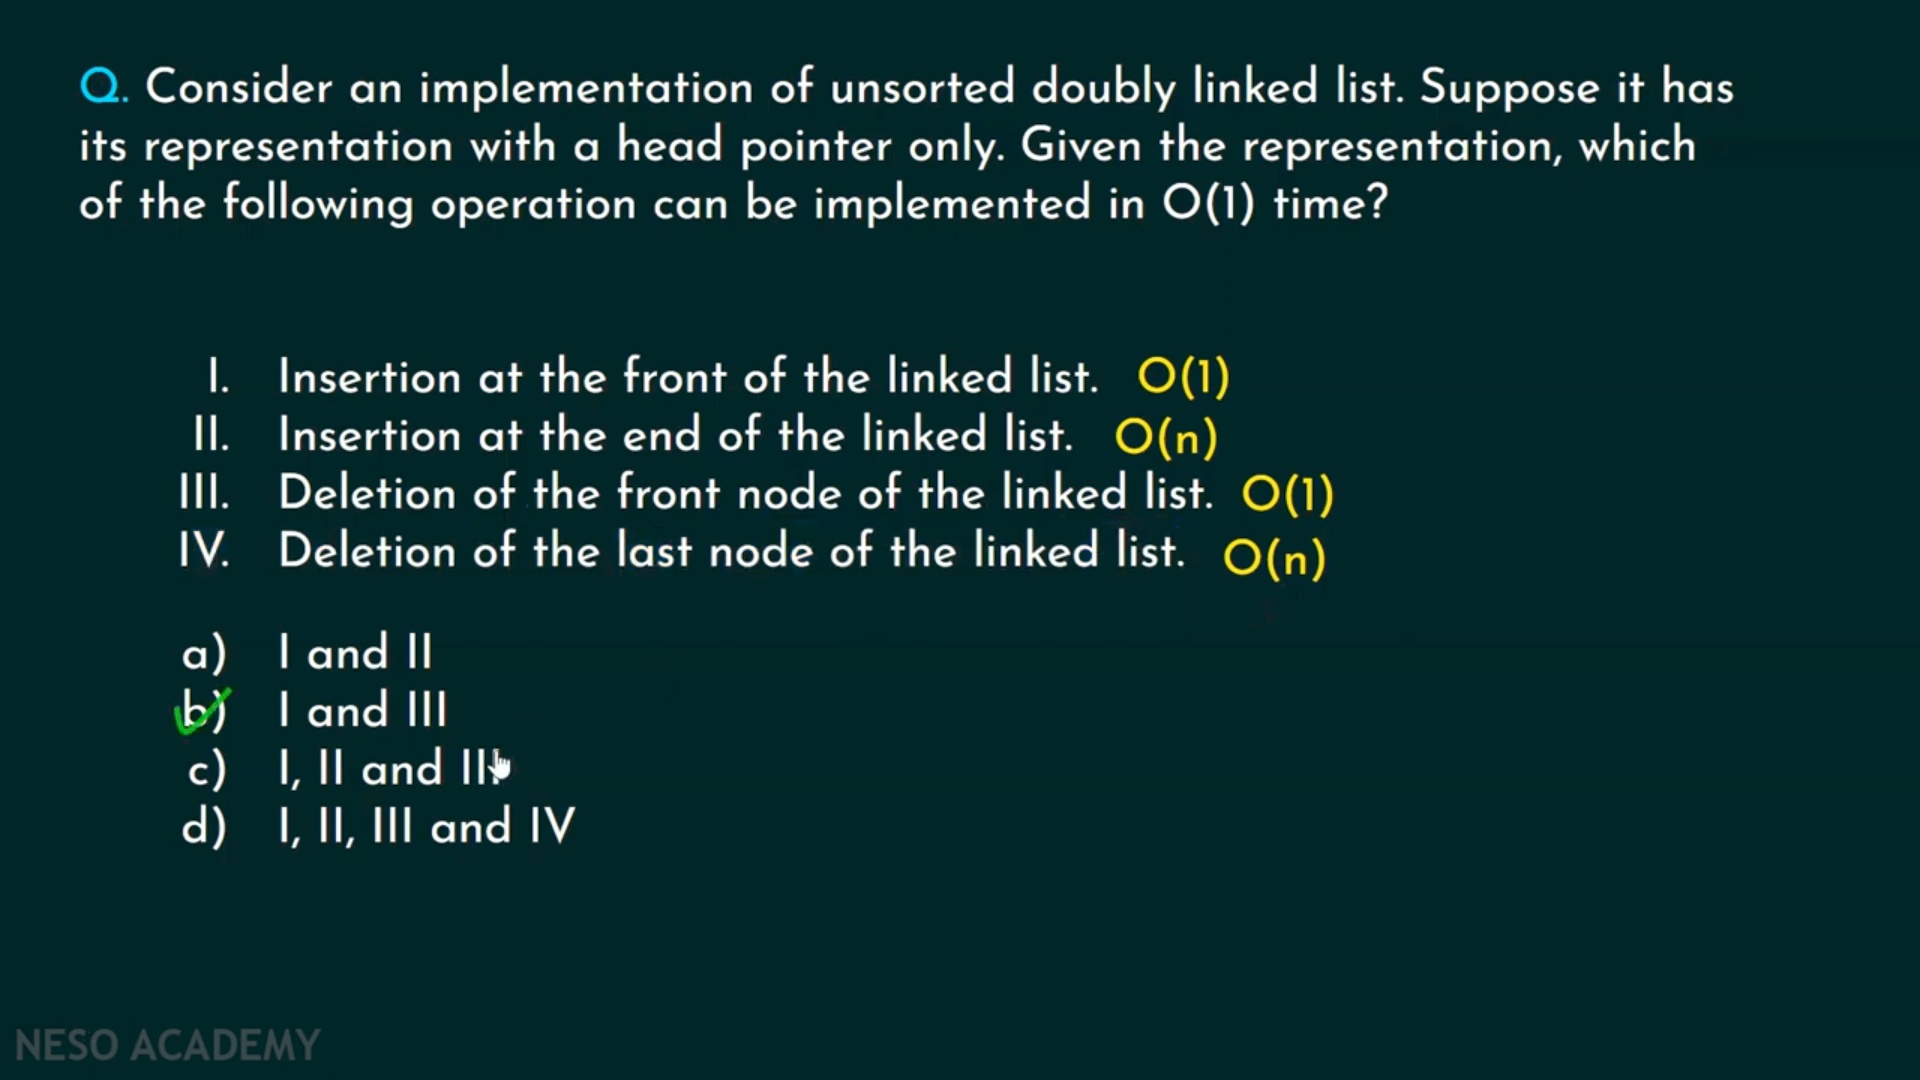 Q. Consider an implementation of unsorted doubly linked list. Suppose it has
its representation with a head pointer only. Given the representation, which
of the following operation can be implemented in O(1) time?
I. Insertion at the front of the linked list. O(1)
II. Insertion at the end of the linked list. O(n)
III. Deletion of the front node of the linked list. O(1)
IV. Deletion of the last node of the linked list. O(n)
a) I and II
b) I and III
c) I, II and III
d) I, II, III and IV
NESO ACADEMY